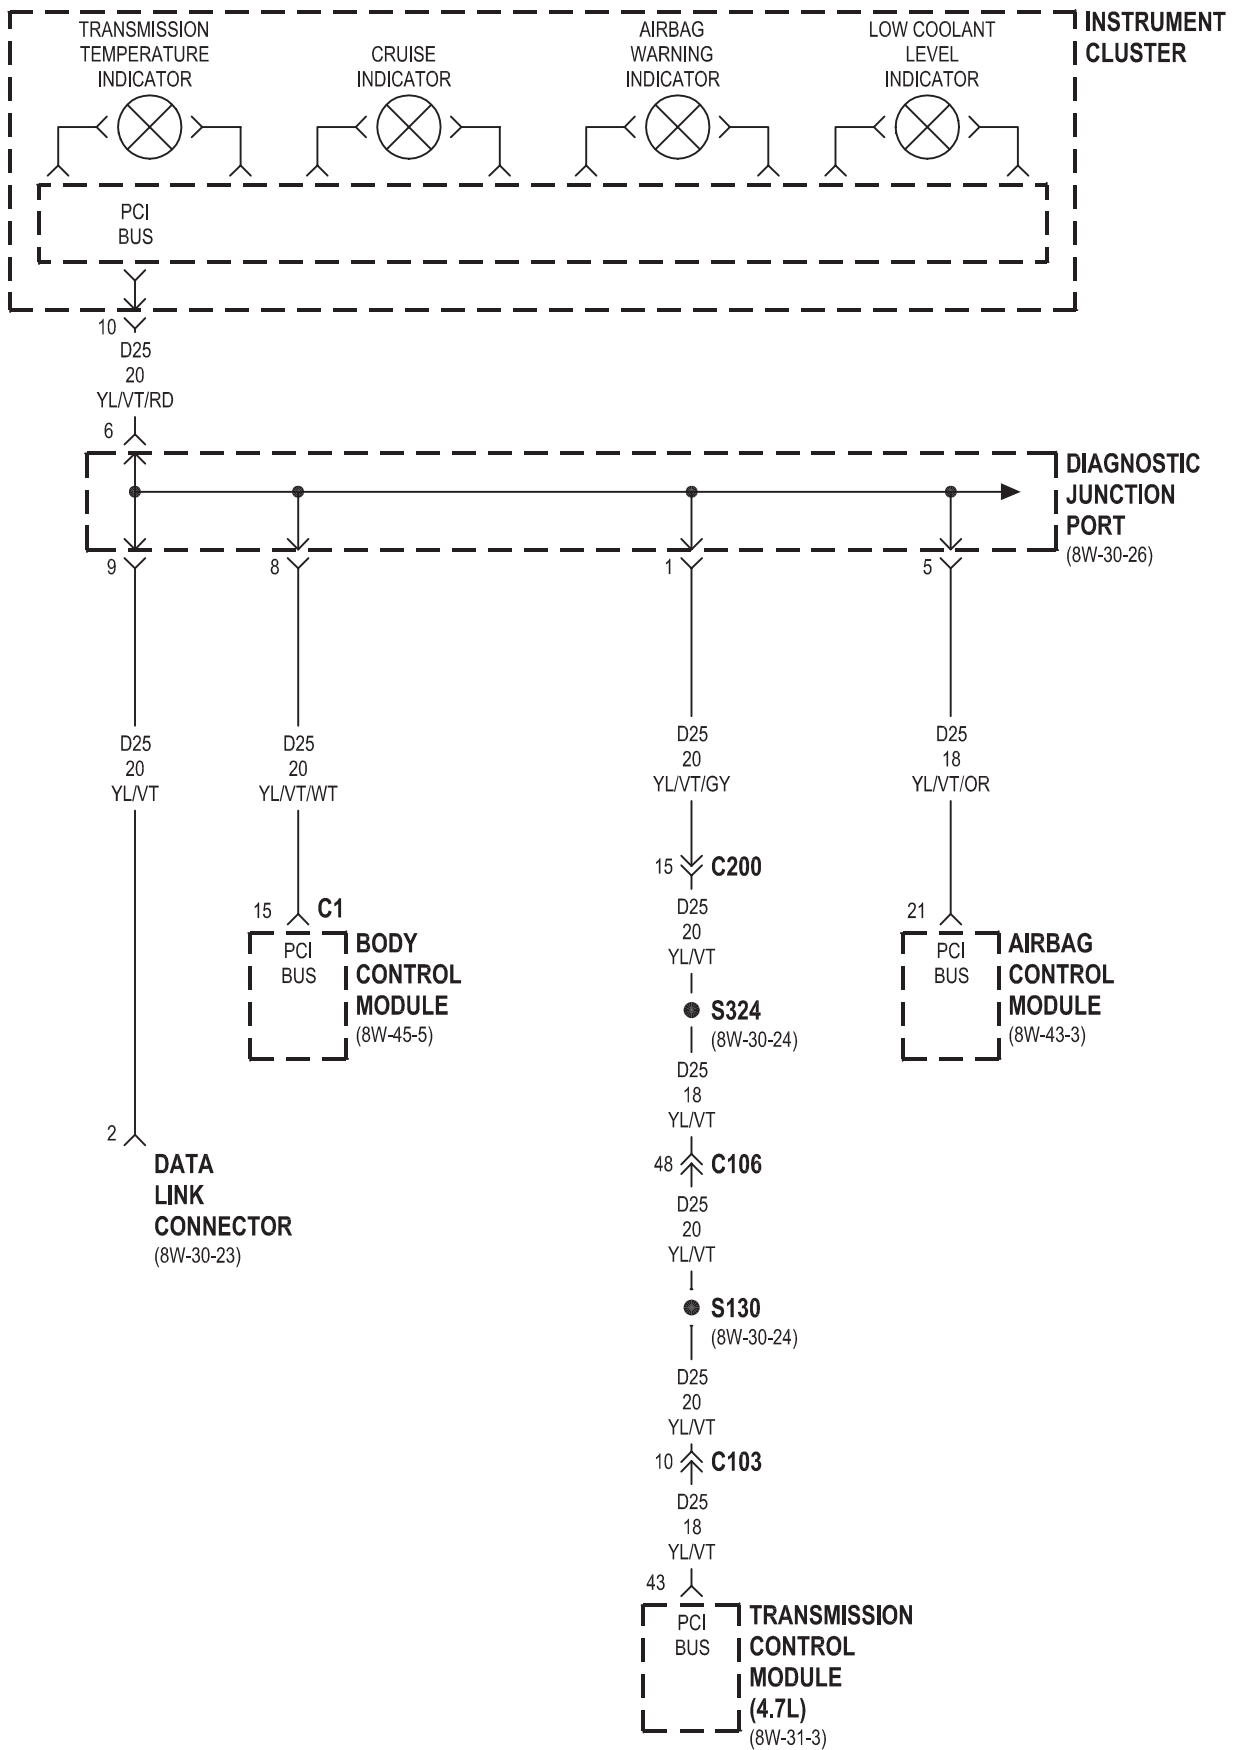 TRANSMISSION
TEMPERATURE
INDICATOR
CRUISE
INDICATOR
AIRBAG
WARNING
INDICATOR
LOW COOLANT
LEVEL
INDICATOR
INSTRUMENT
CLUSTER
PCI
BUS
10
D25
20
YL/VT/RD
6
DIAGNOSTIC
JUNCTION
PORT
(8W-30-26)
9
8
1
5
D25
20
YL/VT
D25
20
YL/VT/WT
D25
20
YL/VT/GY
D25
18
YL/VT/OR
15
C1
PCI
BUS
BODY
CONTROL
MODULE
(8W-45-5)
15
C200
D25
20
YL/VT
S324
(8W-30-24)
D25
18
YL/VT
21
PCI
BUS
AIRBAG
CONTROL
MODULE
(8W-43-3)
2
DATA
LINK
CONNECTOR
(8W-30-23)
48
C106
D25
20
YL/VT
S130
(8W-30-24)
D25
20
YL/VT
10
C103
D25
18
YL/VT
43
PCI
BUS
TRANSMISSION
CONTROL
MODULE
(4.7L)
(8W-31-3)